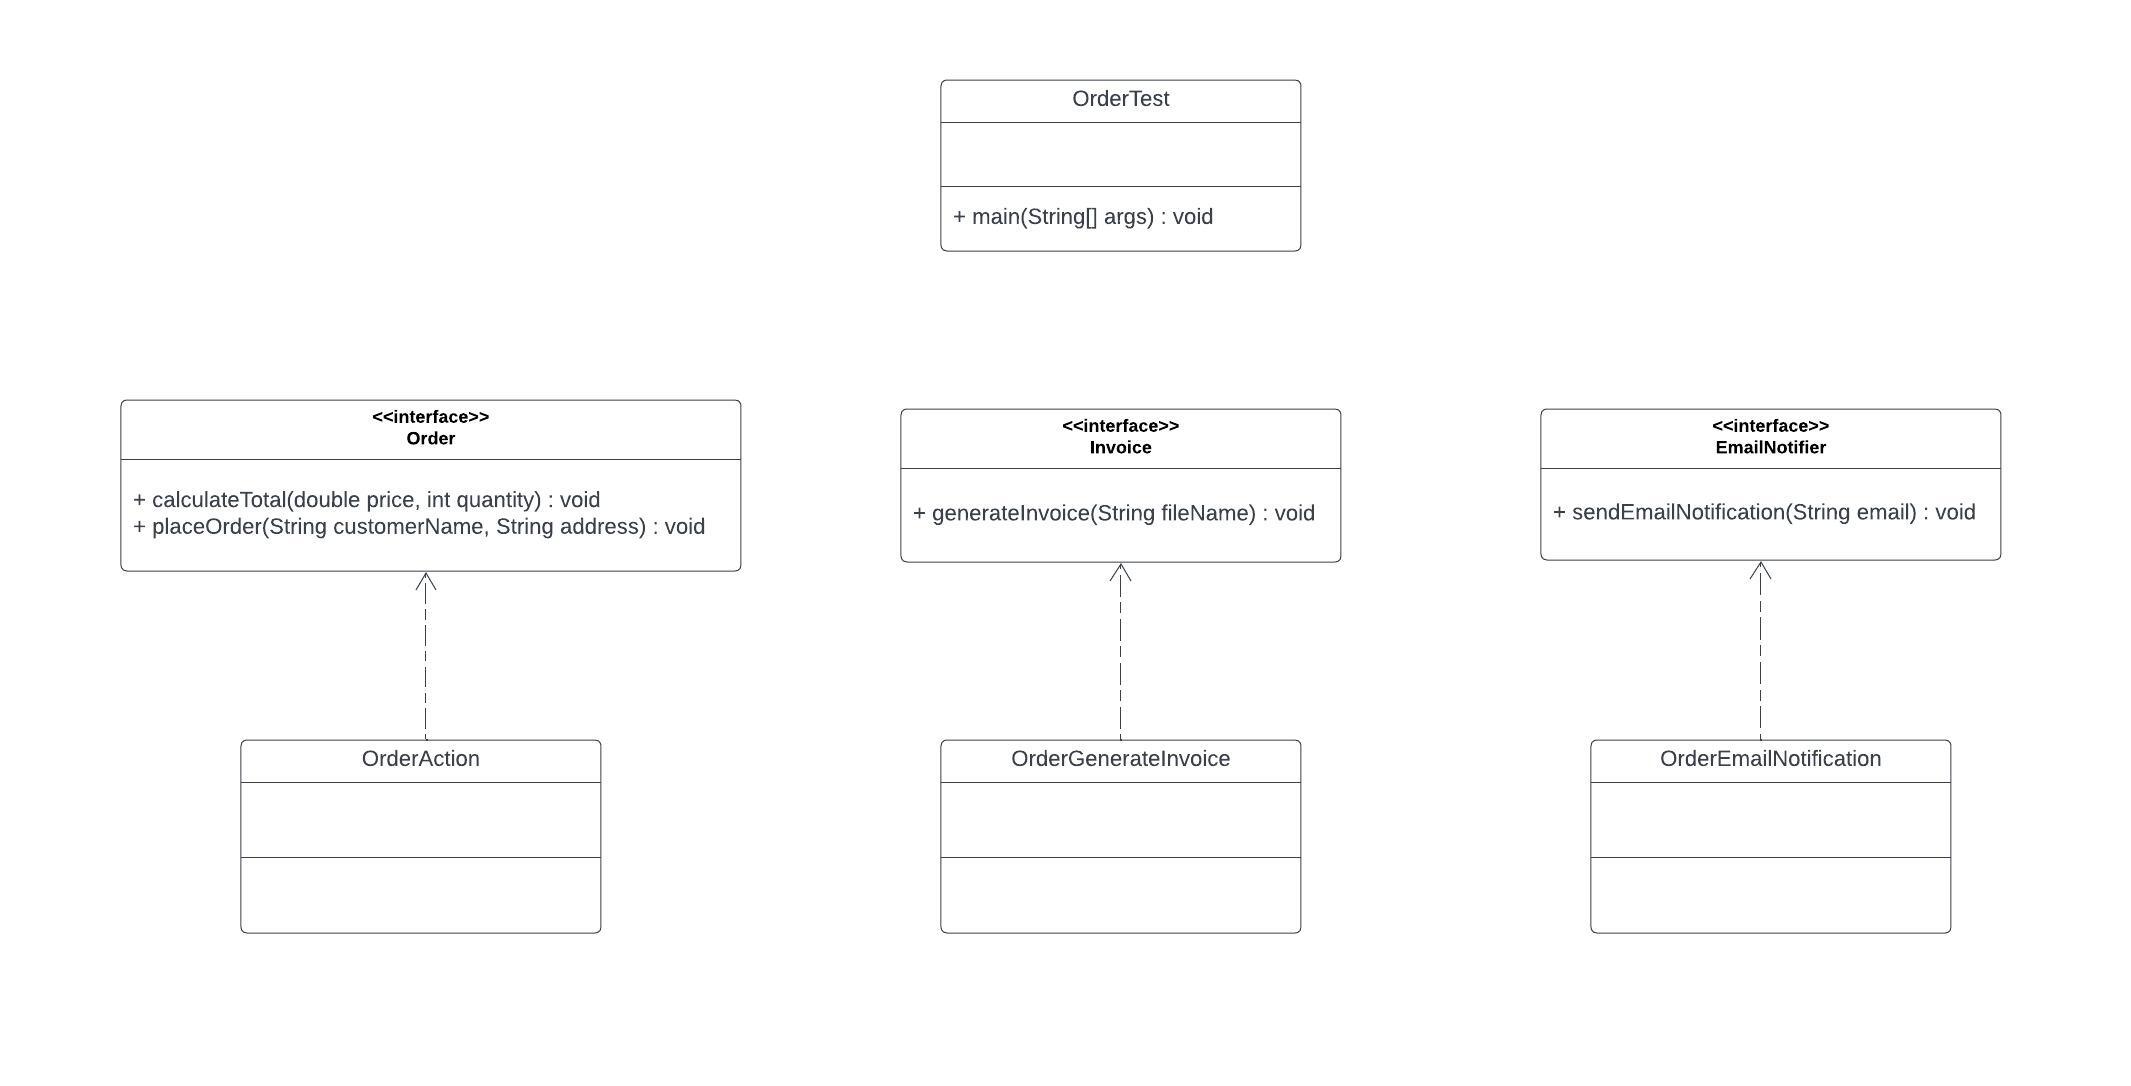 OrderTest
+ main(String[] args) : void
<<interface>>
Order
+ calculateTotal(double price, int quantity) : void
+ placeOrder(String customerName, String address) : void
<<interface>>
Invoice
+ generateInvoice(String fileName) : void
<<interface>>
EmailNotifier
+ sendEmailNotification(String email) : void
OrderAction
OrderGenerateInvoice
OrderEmailNotification